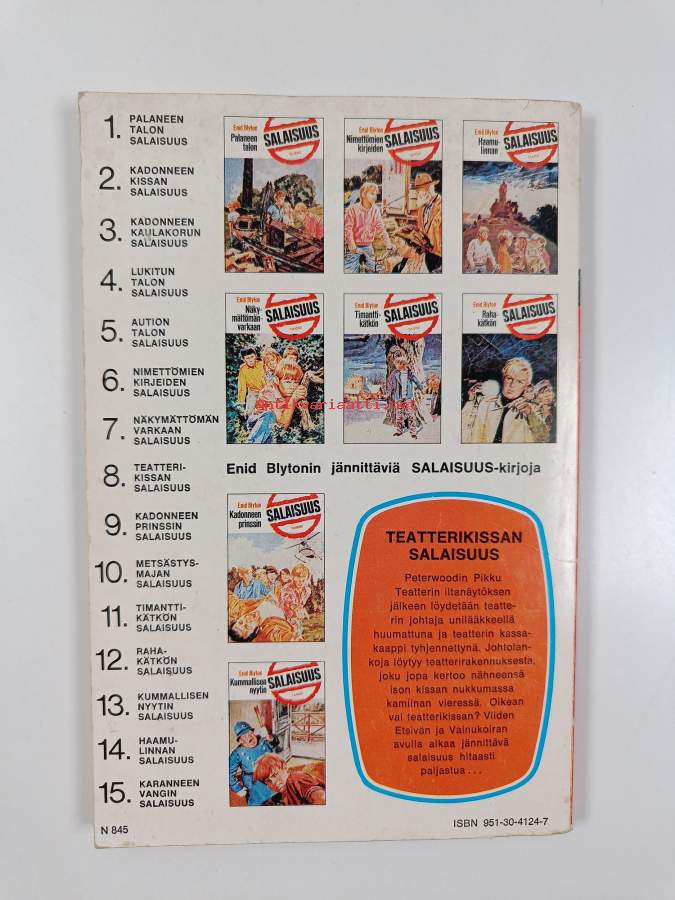 1. PALANEEN
TALON
SALAISUUS
2. KADONNEEN
KISSAN
SALAISUUS
3. KADONNEEN
KAULAKORUN
SALAISUUS
4. LUKITUN
TALON
SALAISUUS
5. AUTION
TALON
SALAISUUS
6. NIMETTÖMIEN
KIRJEIDEN
SALAISUUS
7. NÄKYMÄTTÖMÄN
VARKAAN
SALAISUUS
8. TEATTERI-
KISSAN
SALAISUUS
9. KADONNEEN
PRINSSIN
SALAISUUS
10. METSÄSTYS-
MAJAN
SALAISUUS
11. TIMANTTI-
KÄTKÖN
SALAISUUS
12. RAHA-
KÄTKÖN
SALAISUUS
13. KUMMALLISEN
NYYTIN
SALAISUUS
14. HAAMU-
LINNAN
SALAISUUS
15. KARANNEEN
VANGIN
SALAISUUS
N 845
Enid Blyton
Palaneen
talon
SALAISUUS
Enid Blyton
Nimettömien
kirjeiden
SALAISUUS
Enid Blyton
Haamu-
linnan
SALAISUUS
Enid Blyton
Näky-
mättömän
varkaan
SALAISUUS
Enid Blyton
Timantti-
kätkön
SALAISUUS
Enid Blyton
Raha-
kätkön
SALAISUUS
antikvariaatti.net
Enid Blytonin jännittäviä SALAISUUS-kirjoja
Enid Blyton
Kadonneen
prinssin
SALAISUUS
Enid Blyton
Kummallisen
nyytin
SALAISUUS
TEATTERIKISSAN
SALAISUUS
Peterwoodin Pikku
Teatterin iltanäytöksen
jälkeen löydetään teatte-
rin johtaja unilääkkeellä
huumattuna ja teatterin kassa-
kaappi tyhjennettynä. Johtolan-
koja löytyy teatterirakennuksesta,
joku jopa kertoo nähneensä
ison kissan nukkumassa
kamiinan vieressä. Oikean
vai teatterikissan? Viiden
Etsivän ja Vainukoiran
avulla alkaa jännittävä
salaisuus hitaasti
paljastua...
ISBN 951-30-4124-7